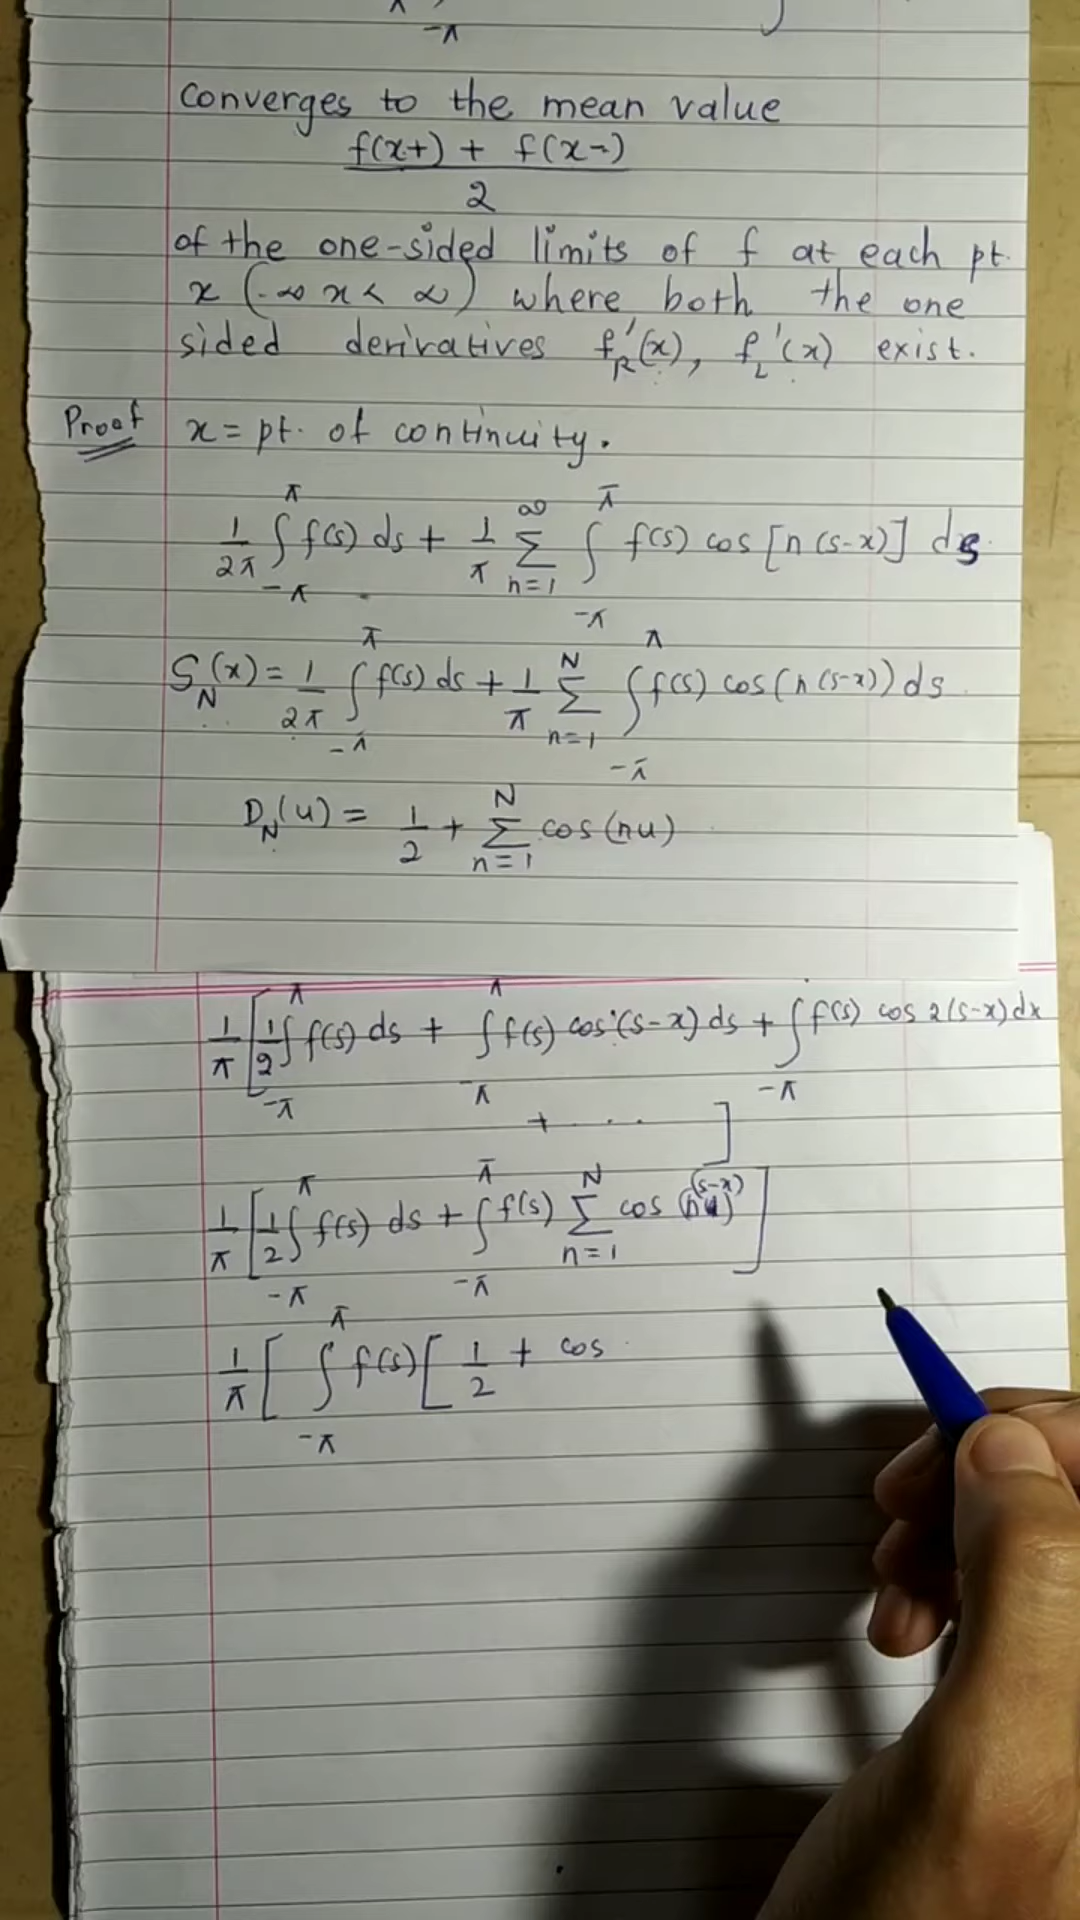 -π
converges to the mean value
f(x+) + f(x-)
2
of the one-sided limits of f at each pt.
x (-∞ x < ∞) where both the one
sided derivatives f_R'(x), f_L'(x) exist.
Proof x = pt. of continuity.
1/2π ∫_{-π}^{π} f(s) ds + 1/π Σ_{n=1}^{∞} ∫_{-π}^{π} f(s) cos [n(s-x)] ds
S_N(x) = 1/2π ∫_{-π}^{π} f(s) ds + 1/π Σ_{n=1}^{N} ∫_{-π}^{π} f(s) cos(n(s-x)) ds
D_N(u) = 1/2 + Σ_{n=1}^{N} cos(nu)
1/π [ 1/2 ∫_{-π}^{π} f(s) ds + ∫_{-π}^{π} f(s) cos(s-x) ds + ∫_{-π} f(s) cos 2(s-x) dx
+ ... ]
1/π [ 1/2 ∫_{-π}^{π} f(s) ds + ∫_{-π}^{π} f(s) Σ_{n=1}^{N} cos (n(s-x)) ]
1/π [ ∫_{-π}^{π} f(s) [ 1/2 + cos